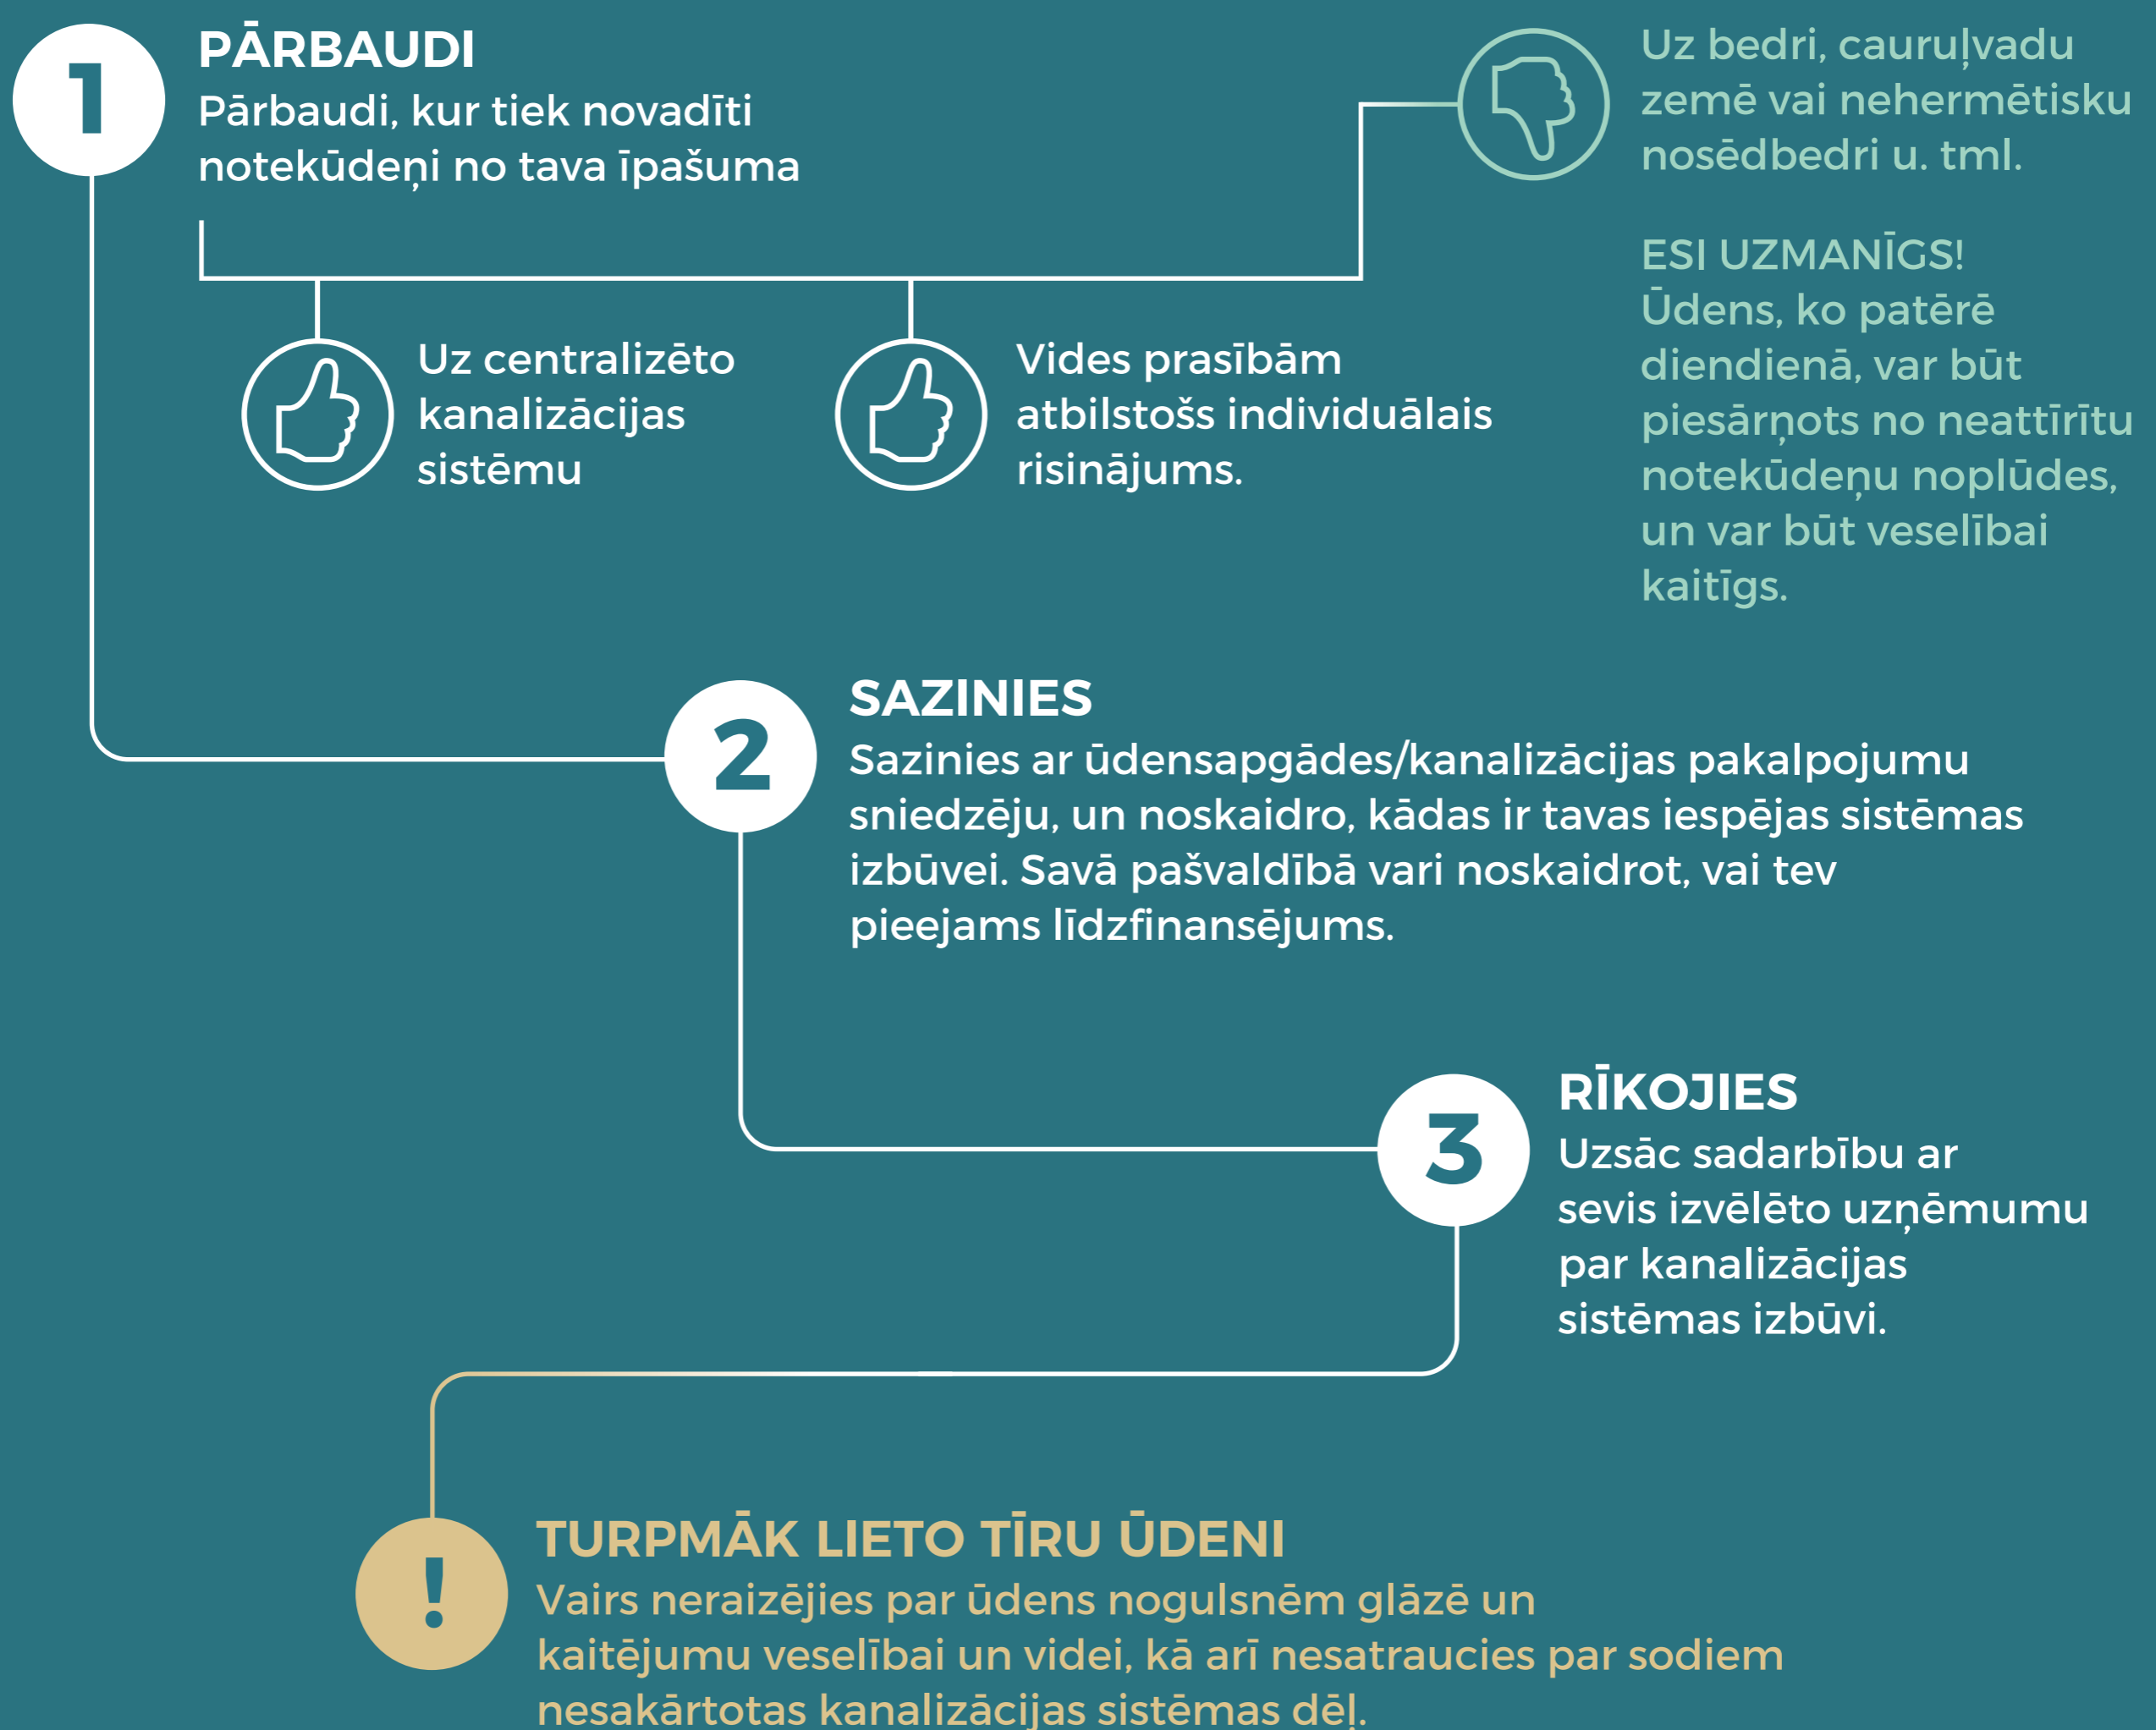 1
PĀRBAUDI
Pārbaudi, kur tiek novadīti
notekūdeņi no tava īpašuma
Uz centralizēto
kanalizācijas
sistēmu
Vides prasībām
atbilstošs individuālais
risinājums.
Uz bedri, cauruļvadu
zemē vai nehermētisku
nosēdbedri u. tml.
ESI UZMANĪGS!
Ūdens, ko patērē
diendienā, var būt
piesārņots no neattīrītu
notekūdeņu noplūdes,
un var būt veselībai
kaitīgs.
2
SAZINIES
Sazinies ar ūdensapgādes/kanalizācijas pakalpojumu
sniedzēju, un noskaidro, kādas ir tavas iespējas sistēmas
izbūvei. Savā pašvaldībā vari noskaidrot, vai tev
pieejams līdzfinansējums.
3
RĪKOJIES
Uzsāc sadarbību ar
sevis izvēlēto uzņēmumu
par kanalizācijas
sistēmas izbūvi.
!
TURPMĀK LIETO TĪRU ŪDENI
Vairs neraizējies par ūdens nogulsnēm glāzē un
kaitējumu veselībai un videi, kā arī nesatraucies par sodiem
nesakārtotas kanalizācijas sistēmas dēļ.